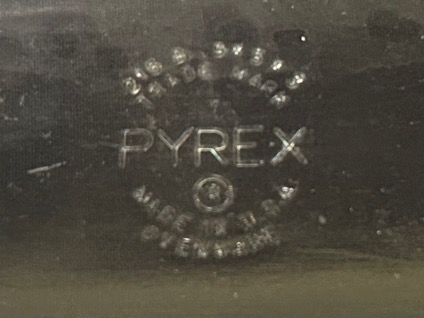 TRADE MARK
PYREX
®
MADE IN U.S.A.
OVENWARE